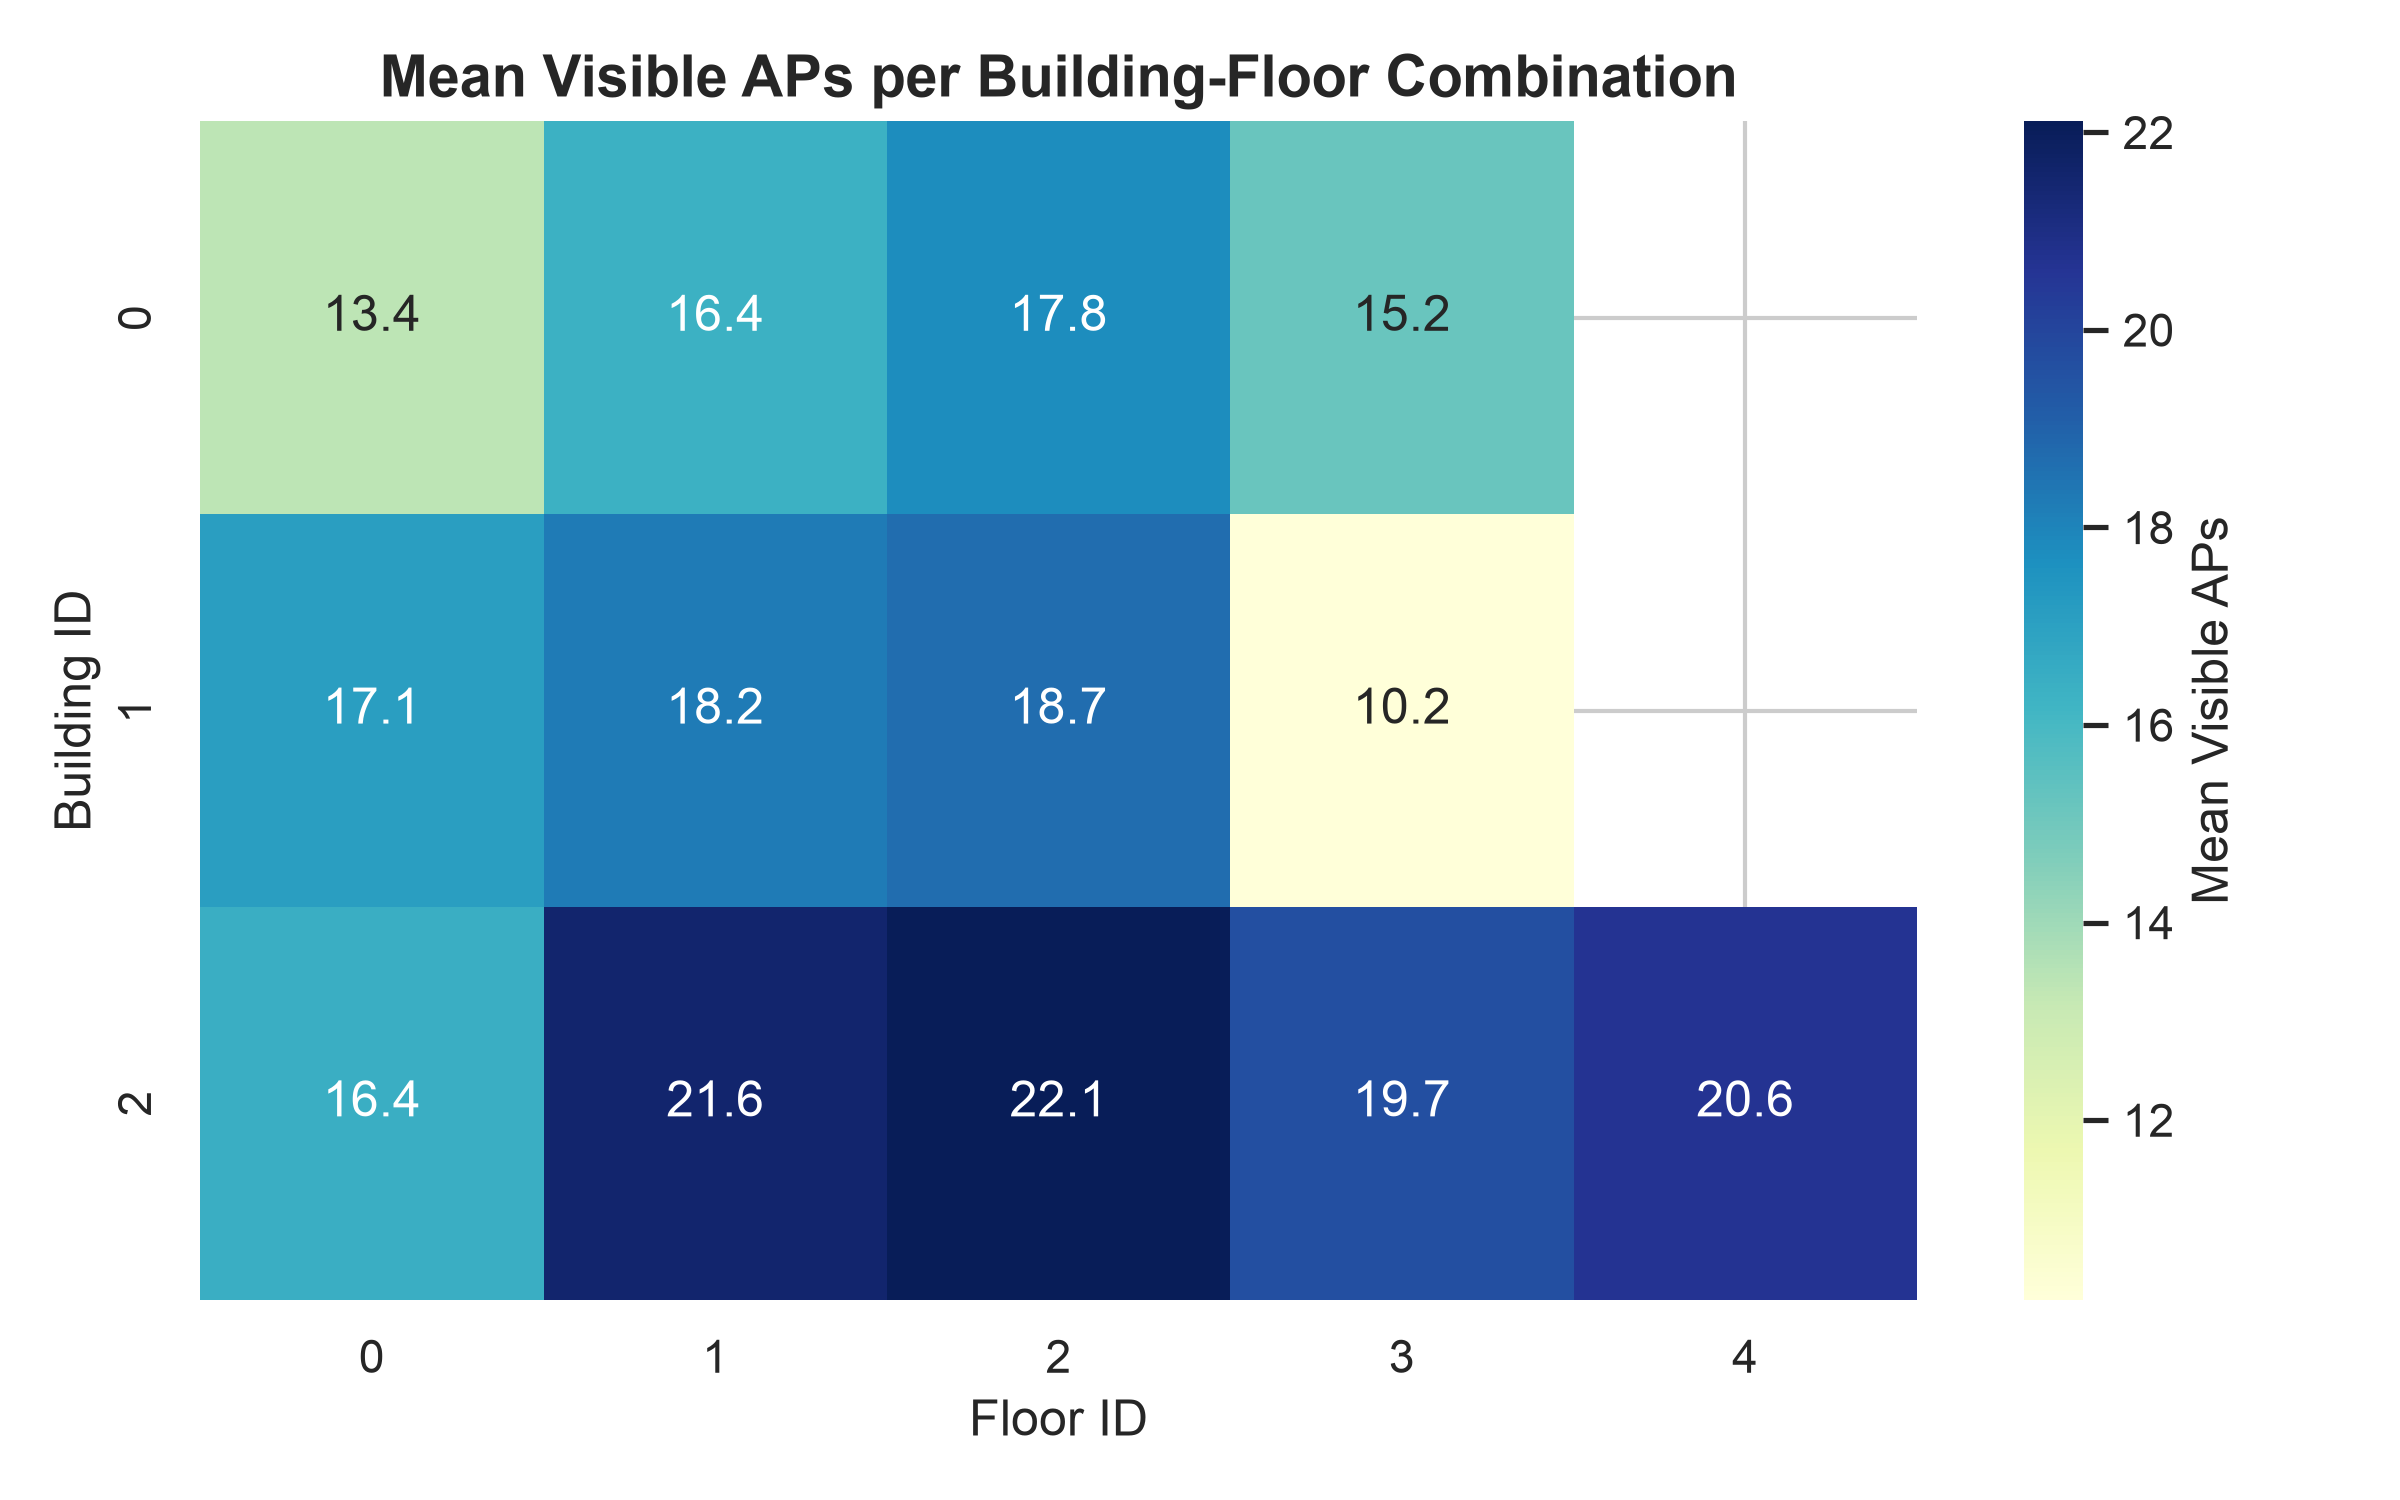 Mean Visible APs per Building-Floor Combination
Building ID
0
13.4 16.4 17.8 15.2
1
17.1 18.2 18.7 10.2
2
16.4 21.6 22.1 19.7 20.6
0 1 2 3 4
Floor ID
22
20
18
16
14
12
Mean Visible APs